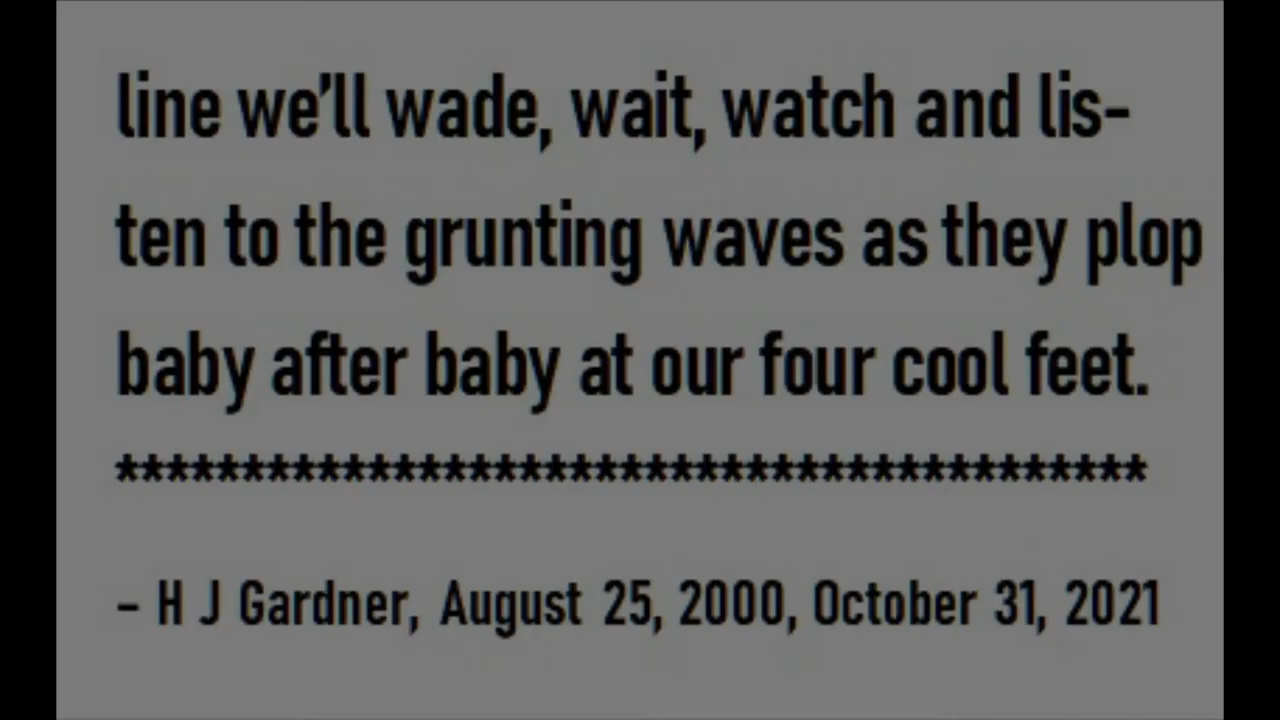 line we'll wade, wait, watch and lis-
ten to the grunting waves as they plop
baby after baby at our four cool feet.
*****************************************
– H J Gardner, August 25, 2000, October 31, 2021